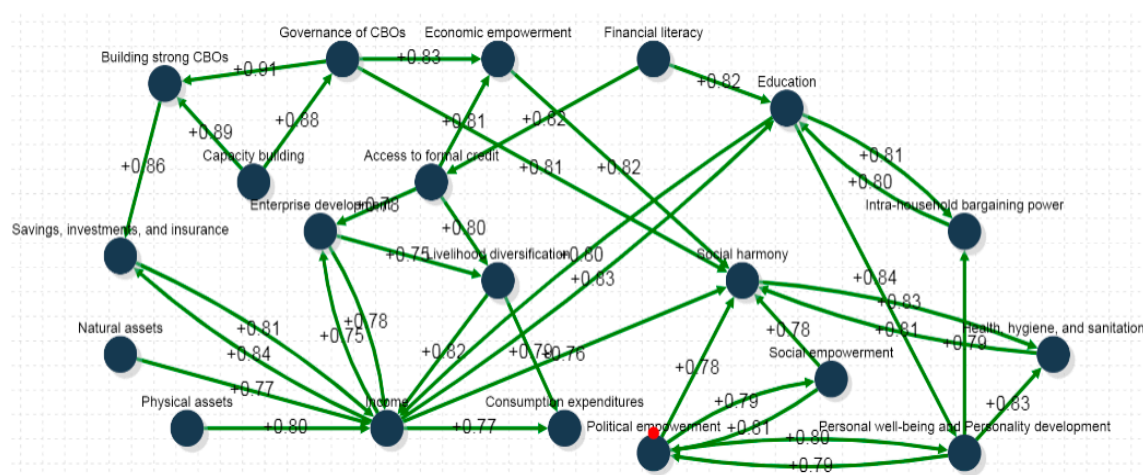 Governance of CBOs
Economic empowerment
Financial literacy
Building strong CBOs
+0.91
+0.83
+0.82
Education
+0.89
+0.88
+0.81
+0.82
+0.86
Capacity building
Access to formal credit
+0.81
+0.82
+0.81
+0.80
Enterprise development
+0.78
Intra-household bargaining power
Savings, investments, and insurance
+0.80
+0.75
Livelihood diversification
+0.80
Social harmony
+0.83
+0.84
+0.83
Natural assets
+0.81
+0.75
+0.78
+0.81
+0.79
Health, hygiene, and sanitation
+0.84
+0.82
+0.79
+0.76
+0.78
Social empowerment
+0.77
+0.78
Physical assets
Income
Consumption expenditures
+0.79
+0.83
+0.80
+0.77
Political empowerment
+0.81
Personal well-being and Personality development
+0.80
+0.79